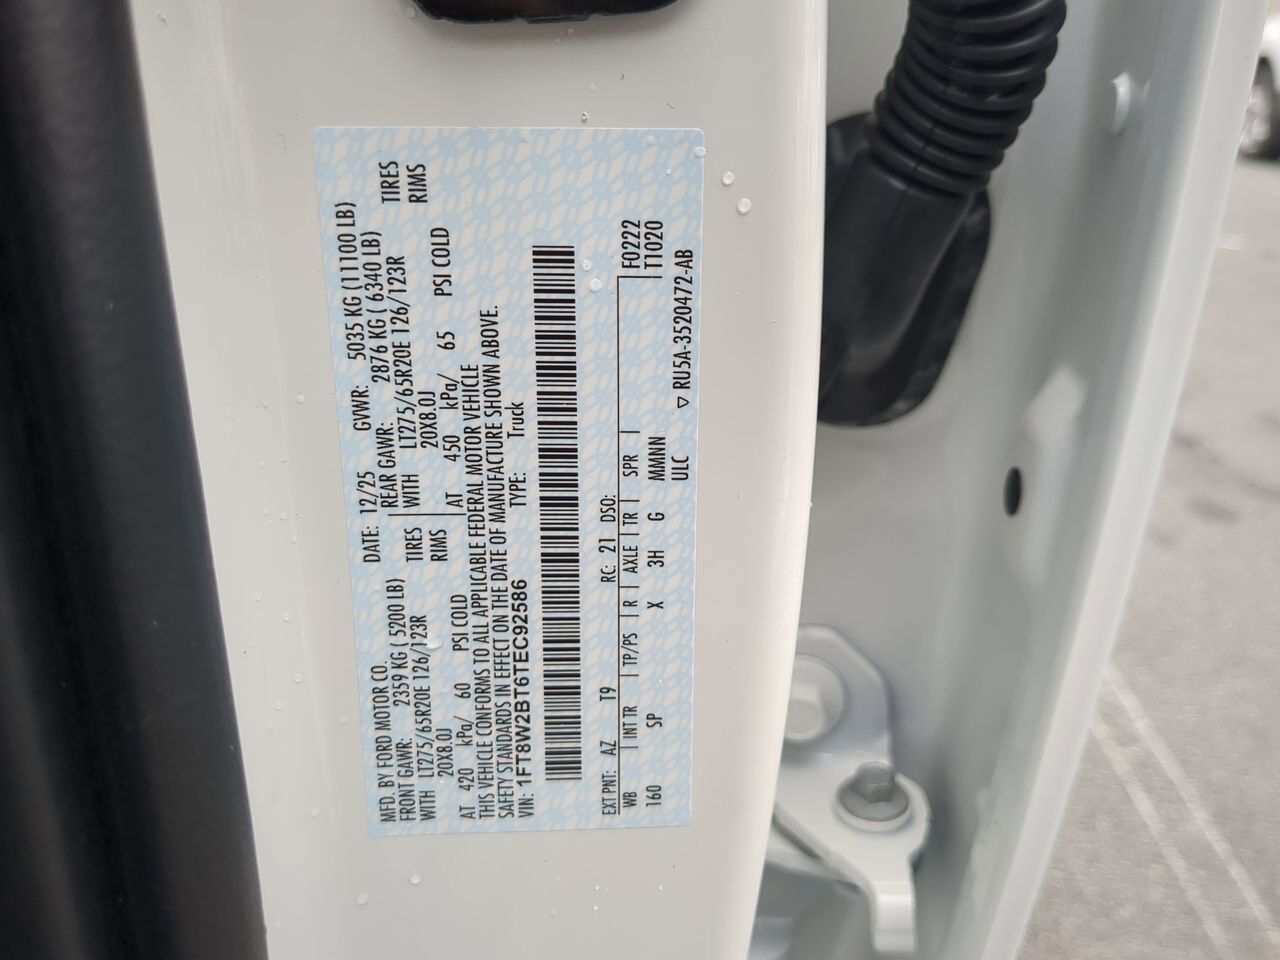 MFD. BY FORD MOTOR CO.
DATE: 12/25 GVWR: 5035 KG (11100 LB)
FRONT GAWR: 2359 KG ( 5200 LB)
REAR GAWR: 2876 KG ( 6340 LB)
WITH LT275/65R20E 126/123R TIRES
WITH LT275/65R20E 126/123R TIRES
20X8.0J RIMS
20X8.0J RIMS
AT 420 kPa/ 60 PSI COLD
AT 450 kPa/ 65 PSI COLD
THIS VEHICLE CONFORMS TO ALL APPLICABLE FEDERAL MOTOR VEHICLE
SAFETY STANDARDS IN EFFECT ON THE DATE OF MANUFACTURE SHOWN ABOVE.
VIN: 1FT8W2BT6TEC92586 TYPE: Truck
EXT PNT: AZ T9 RC: 21 DSO:
WB INT TR TP/PS R AXLE TR SPR F0222
160 SP X 3H G MMNN T1020
ULC ▽ RU5A-3520472-AB